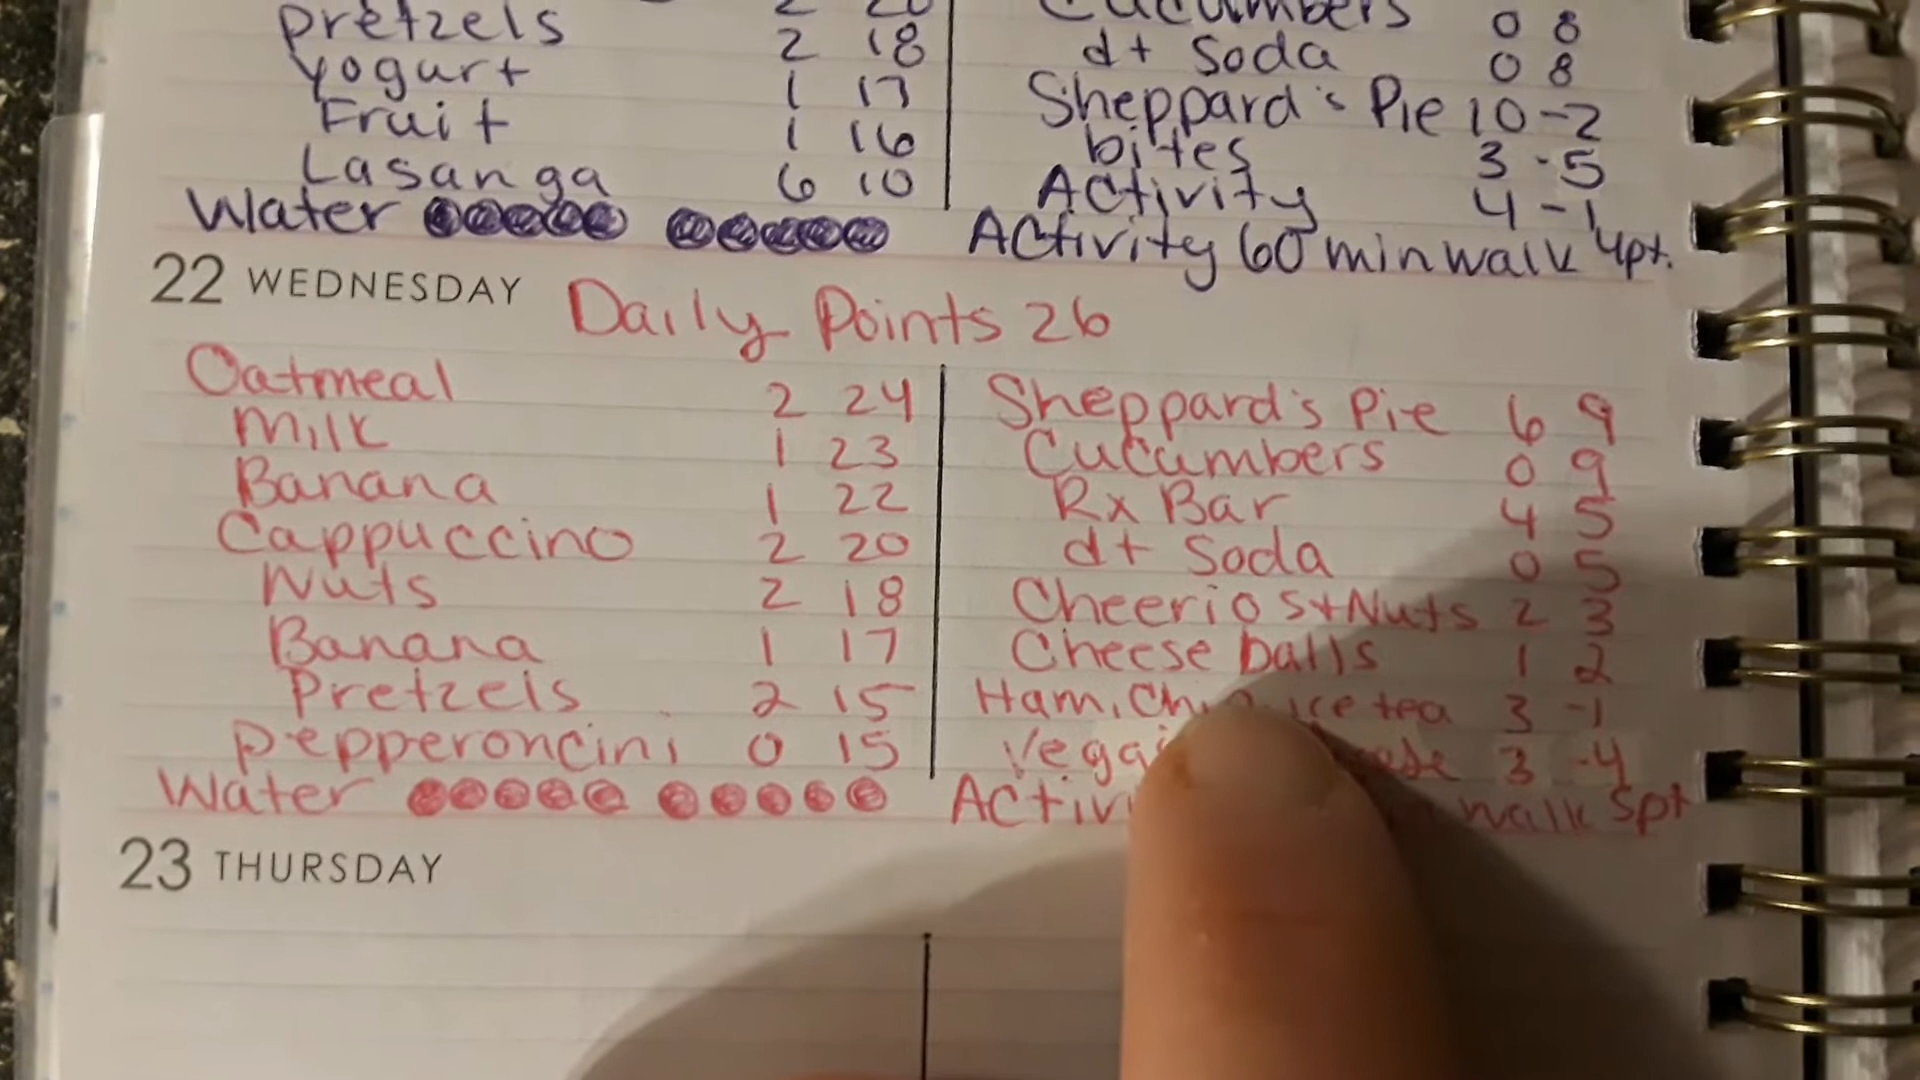 Pretzels 2 18
Yogurt 1 17
Fruit 1 16
Lasanga 6 10
Water
Cucumbers 0 8
dt Soda 0 8
Sheppard's Pie 10 -2
bites 3 -5
Activity 4 -1
Activity 60 min walk 4pt.
22 WEDNESDAY Daily Points 26
Oatmeal 2 24
Milk 1 23
Banana 1 22
Cappuccino 2 20
Nuts 2 18
Banana 1 17
Pretzels 2 15
Pepperoncini 0 15
Water
Sheppard's Pie 6 9
Cucumbers 0 9
Rx Bar 4 5
dt Soda 0 5
Cheerios+Nuts 2 3
Cheese balls 1 2
Ham, ice tea 3 -1
3 -4
walk 5pt
23 THURSDAY